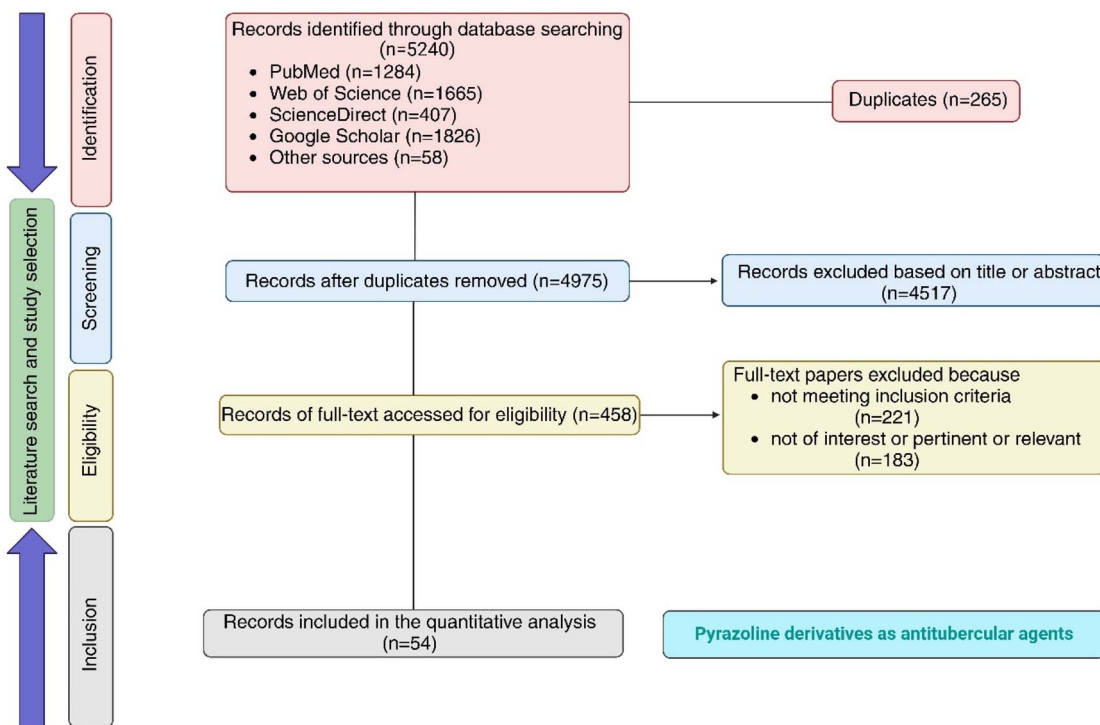 Literature search and study selection
Identification
Records identified through database searching
(n=5240)
• PubMed (n=1284)
• Web of Science (n=1665)
• ScienceDirect (n=407)
• Google Scholar (n=1826)
• Other sources (n=58)
Duplicates (n=265)
Screening
Records after duplicates removed (n=4975)
Records excluded based on title or abstract
(n=4517)
Eligibility
Records of full-text accessed for eligibility (n=458)
Full-text papers excluded because
• not meeting inclusion criteria
(n=221)
• not of interest or pertinent or relevant
(n=183)
Inclusion
Records included in the quantitative analysis
(n=54)
Pyrazoline derivatives as antitubercular agents